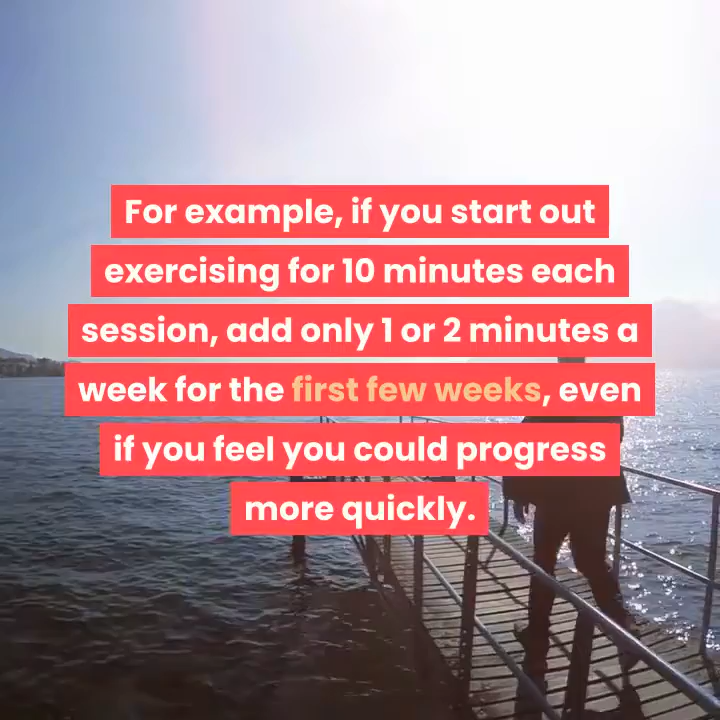 For example, if you start out
exercising for 10 minutes each
session, add only 1 or 2 minutes a
week for the first few weeks, even
if you feel you could progress
more quickly.